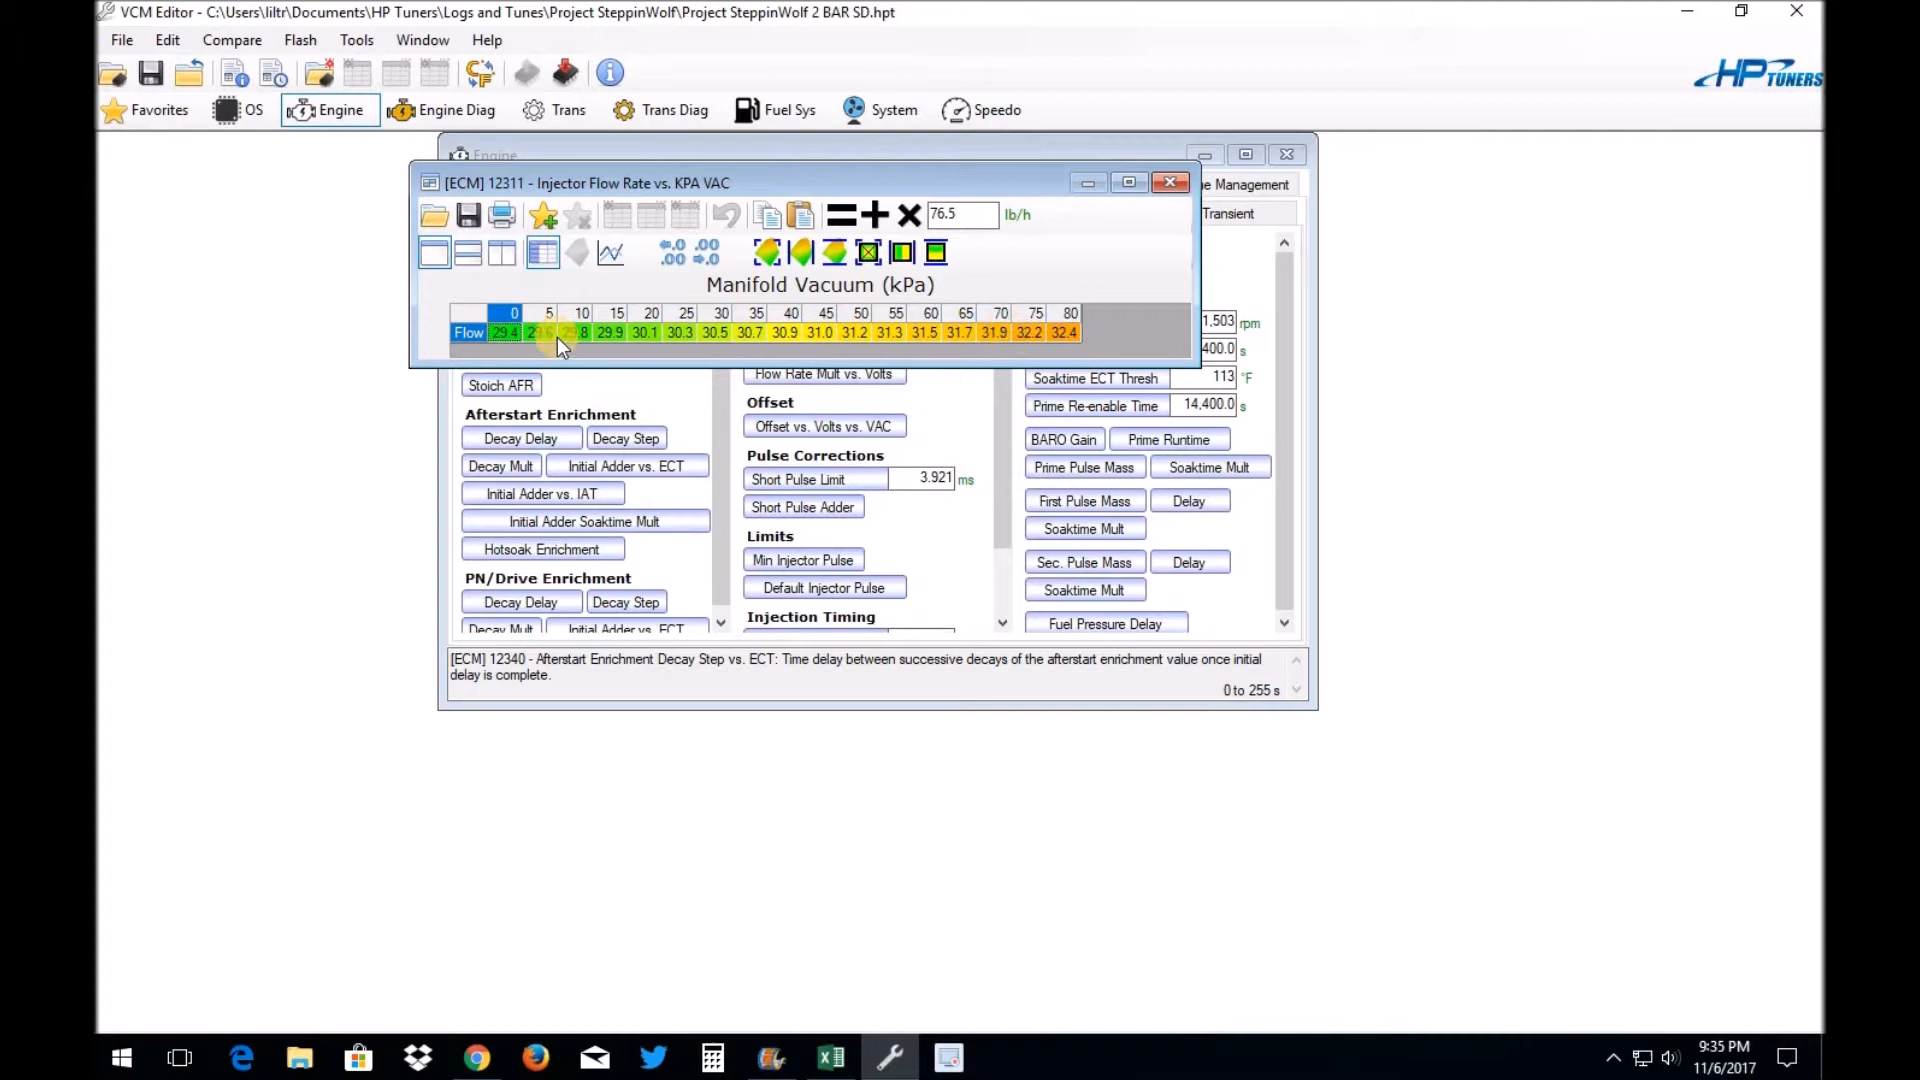 VCM Editor - C:\Users\liltr\Documents\HP Tuners\Logs and Tunes\Project SteppinWolf\Project SteppinWolf 2 BAR SD.hpt
File Edit Compare Flash Tools Window Help
HP TUNERS
Favorites OS Engine Engine Diag Trans Trans Diag Fuel Sys System Speedo
Engine
[ECM] 12311 - Injector Flow Rate vs. KPA VAC
Management
76.5 lb/h
Transient
Manifold Vacuum (kPa)
0 5 10 15 20 25 30 35 40 45 50 55 60 65 70 75 80
Flow 29.4 29.6 29.8 29.9 30.1 30.3 30.5 30.7 30.9 31.0 31.2 31.3 31.5 31.7 31.9 32.2 32.4
1,503 rpm
400.0 s
Stoich AFR
Afterstart Enrichment
Decay Delay Decay Step
Decay Mult Initial Adder vs. ECT
Initial Adder vs. IAT
Initial Adder Soaktime Mult
Hotsoak Enrichment
PN/Drive Enrichment
Decay Delay Decay Step
Decay Mult Initial Adder vs. ECT
Flow Rate Mult vs. Volts
Offset
Offset vs. Volts vs. VAC
Pulse Corrections
Short Pulse Limit 3.921 ms
Short Pulse Adder
Limits
Min Injector Pulse
Default Injector Pulse
Injection Timing
Soaktime ECT Thresh 113 °F
Prime Re-enable Time 14,400.0 s
BARO Gain Prime Runtime
Prime Pulse Mass Soaktime Mult
First Pulse Mass Delay
Soaktime Mult
Sec. Pulse Mass Delay
Soaktime Mult
Fuel Pressure Delay
[ECM] 12340 - Afterstart Enrichment Decay Step vs. ECT: Time delay between successive decays of the afterstart enrichment value once initial
delay is complete.
0 to 255 s
9:35 PM
11/6/2017